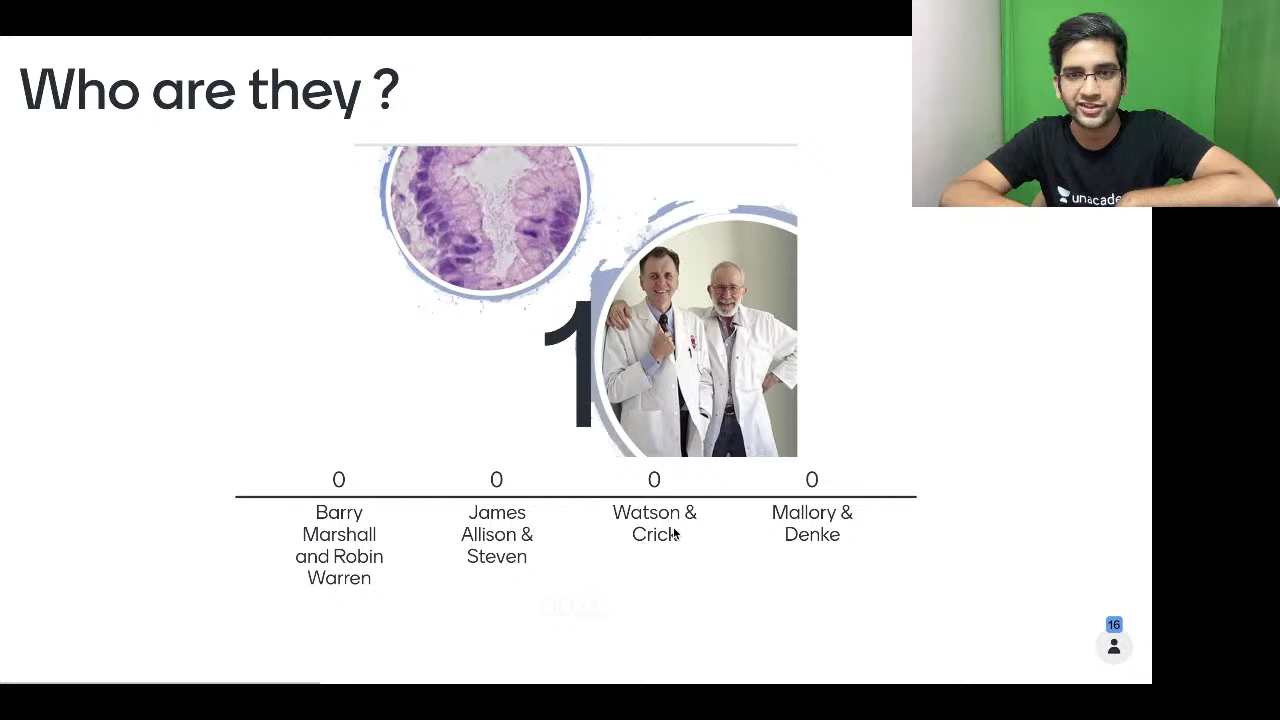 Who are they ?
1
0 0 0 0
Barry James Watson & Mallory &
Marshall Allison & Crick Denke
and Robin Steven
Warren
unacade
16